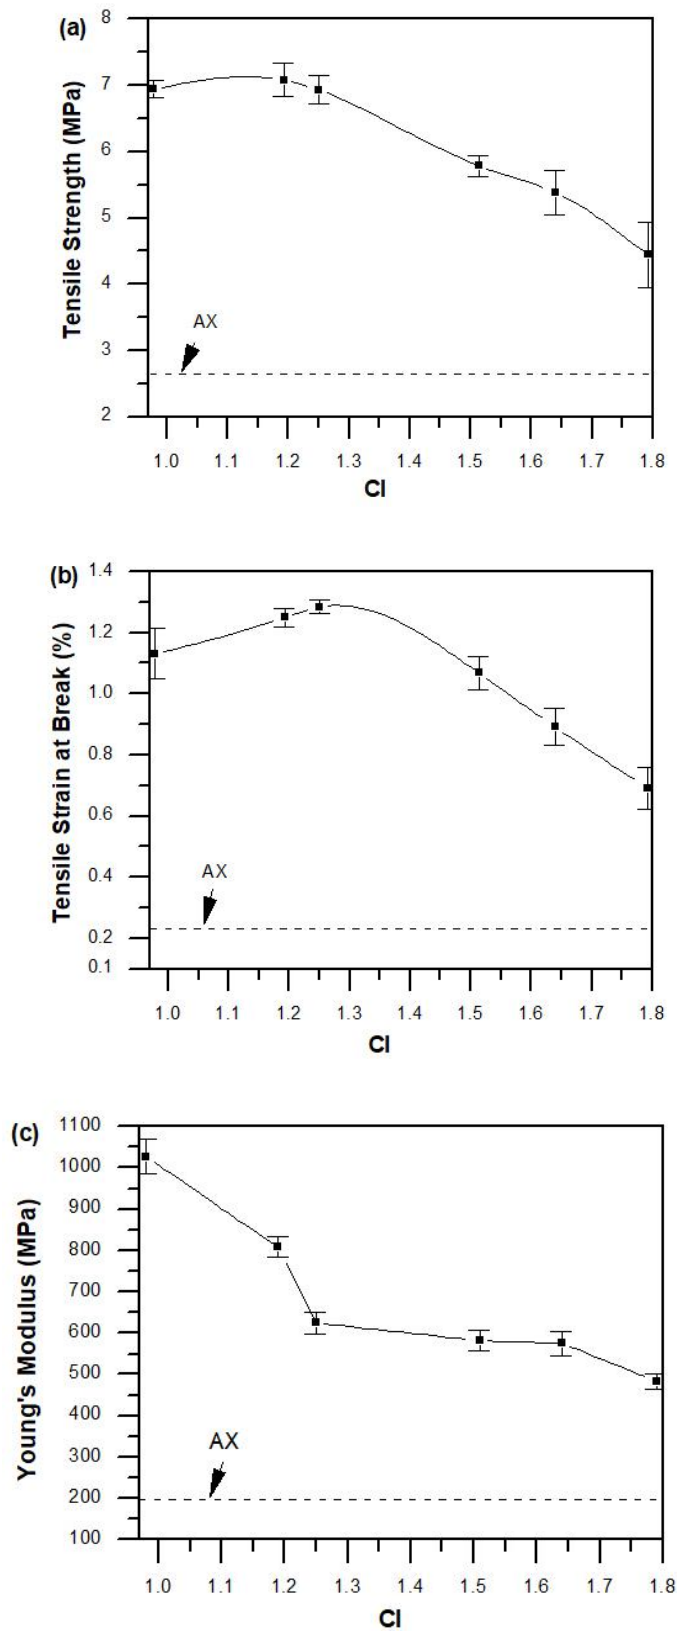 (a)
Tensile Strength (MPa)
8
7
6
5
4
3
2
AX
1.0 1.1 1.2 1.3 1.4 1.5 1.6 1.7 1.8
CI
(b)
Tensile Strain at Break (%)
1.4
1.2
1.0
0.8
0.6
0.4
0.2
0.1
AX
1.0 1.1 1.2 1.3 1.4 1.5 1.6 1.7 1.8
CI
(c)
Young's Modulus (MPa)
1100
1000
900
800
700
600
500
400
300
200
100
AX
1.0 1.1 1.2 1.3 1.4 1.5 1.6 1.7 1.8
CI